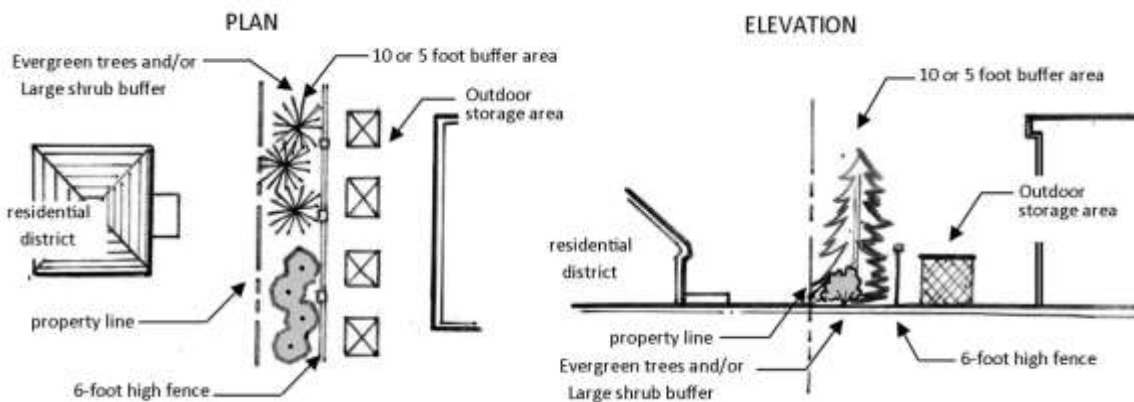 PLAN
Evergreen trees and/or
Large shrub buffer
10 or 5 foot buffer area
Outdoor
storage area
residential
district
property line
6-foot high fence
ELEVATION
10 or 5 foot buffer area
Outdoor
storage area
residential
district
property line
Evergreen trees and/or
Large shrub buffer
6-foot high fence